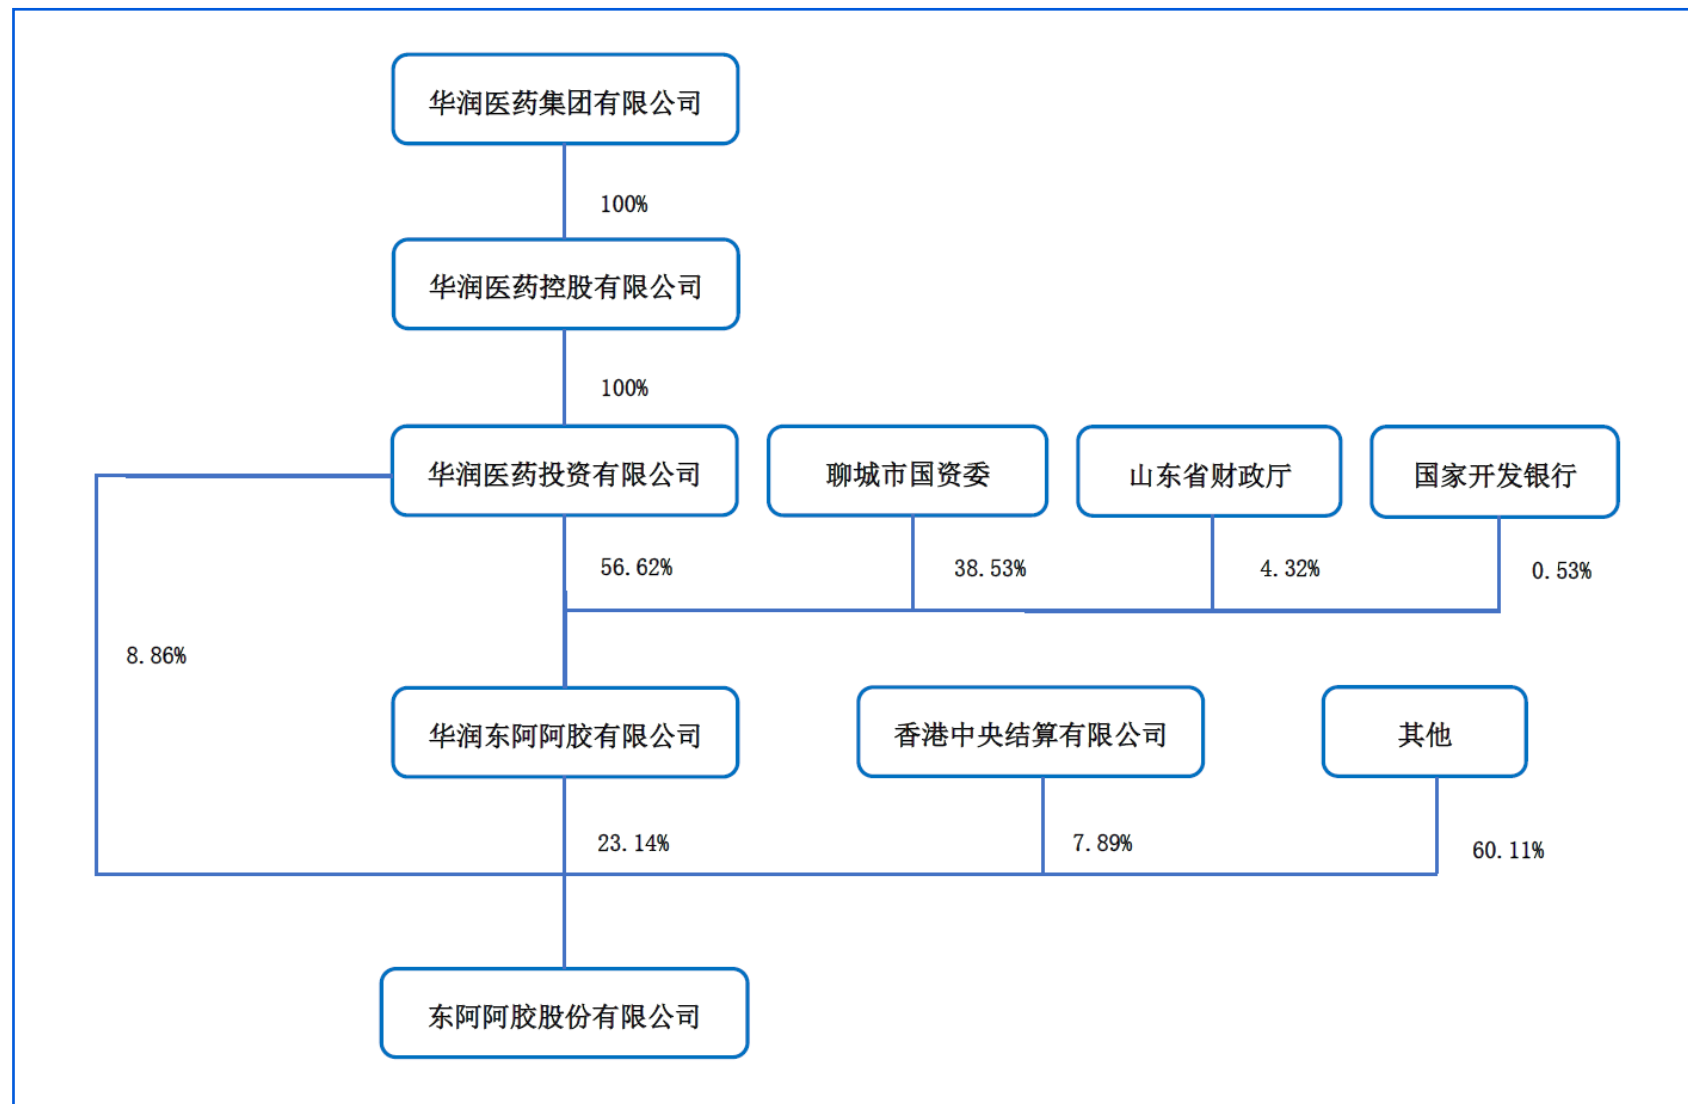 华润医药集团有限公司
100%
华润医药控股有限公司
100%
华润医药投资有限公司
聊城市国资委
山东省财政厅
国家开发银行
56.62%
38.53%
4.32%
0.53%
8.86%
华润东阿阿胶有限公司
香港中央结算有限公司
其他
23.14%
7.89%
60.11%
东阿阿胶股份有限公司